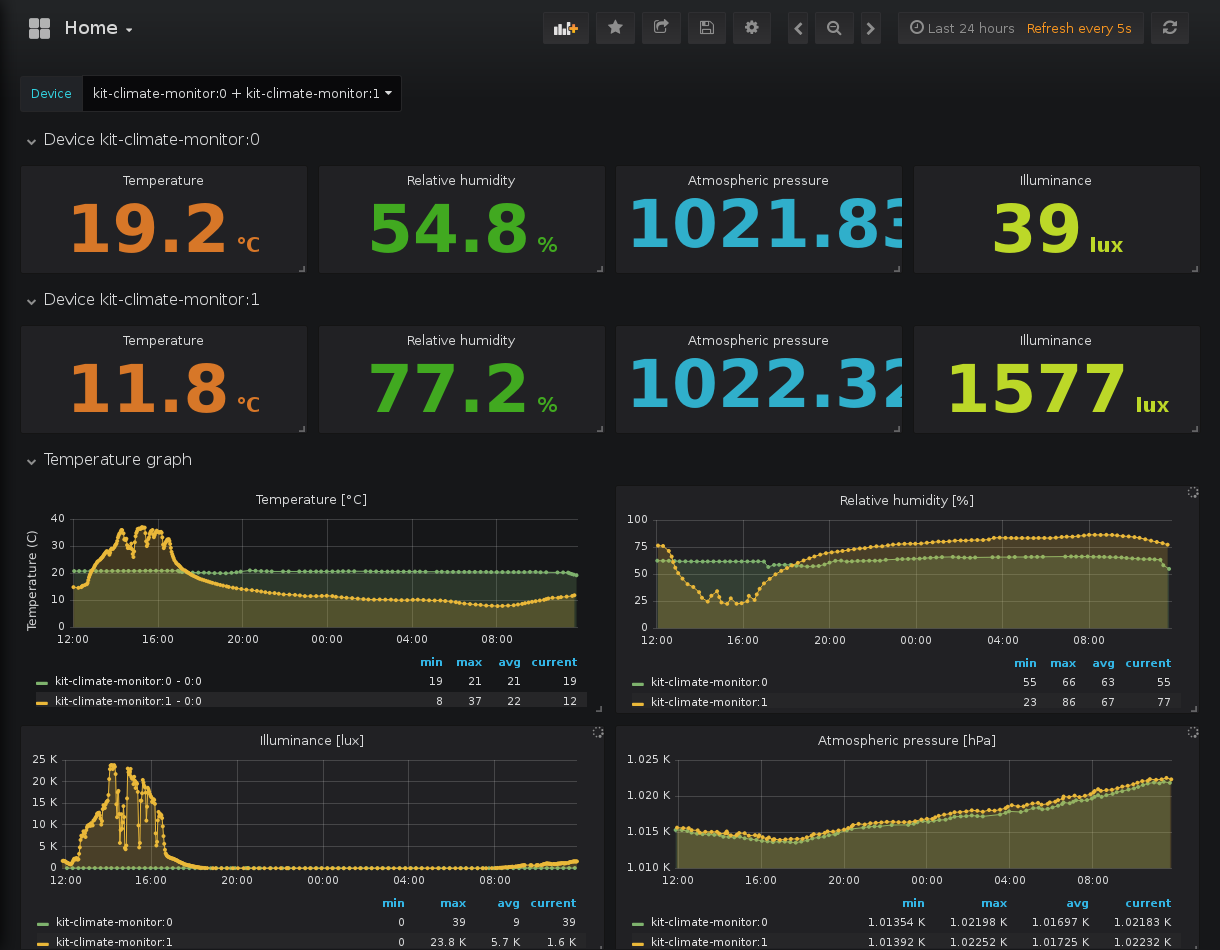 Home
Last 24 hours Refresh every 5s
Device kit-climate-monitor:0 + kit-climate-monitor:1
Device kit-climate-monitor:0
Temperature Relative humidity Atmospheric pressure Illuminance
19.2 °C 54.8 % 1021.83 39 lux
Device kit-climate-monitor:1
Temperature Relative humidity Atmospheric pressure Illuminance
11.8 °C 77.2 % 1022.32 1577 lux
Temperature graph
Temperature [°C]
Temperature (C)
40
30
20
10
0
12:00 16:00 20:00 00:00 04:00 08:00
min max avg current
kit-climate-monitor:0 - 0:0 19 21 21 19
kit-climate-monitor:1 - 0:0 8 37 22 12
Relative humidity [%]
100
75
50
25
0
12:00 16:00 20:00 00:00 04:00 08:00
min max avg current
kit-climate-monitor:0 55 66 63 55
kit-climate-monitor:1 23 86 67 77
Illuminance [lux]
25 K
20 K
15 K
10 K
5 K
0
12:00 16:00 20:00 00:00 04:00 08:00
min max avg current
kit-climate-monitor:0 0 39 9 39
kit-climate-monitor:1 0 23.8 K 5.7 K 1.6 K
Atmospheric pressure [hPa]
1.025 K
1.020 K
1.015 K
1.010 K
12:00 16:00 20:00 00:00 04:00 08:00
min max avg current
kit-climate-monitor:0 1.01354 K 1.02198 K 1.01697 K 1.02183 K
kit-climate-monitor:1 1.01392 K 1.02252 K 1.01725 K 1.02232 K